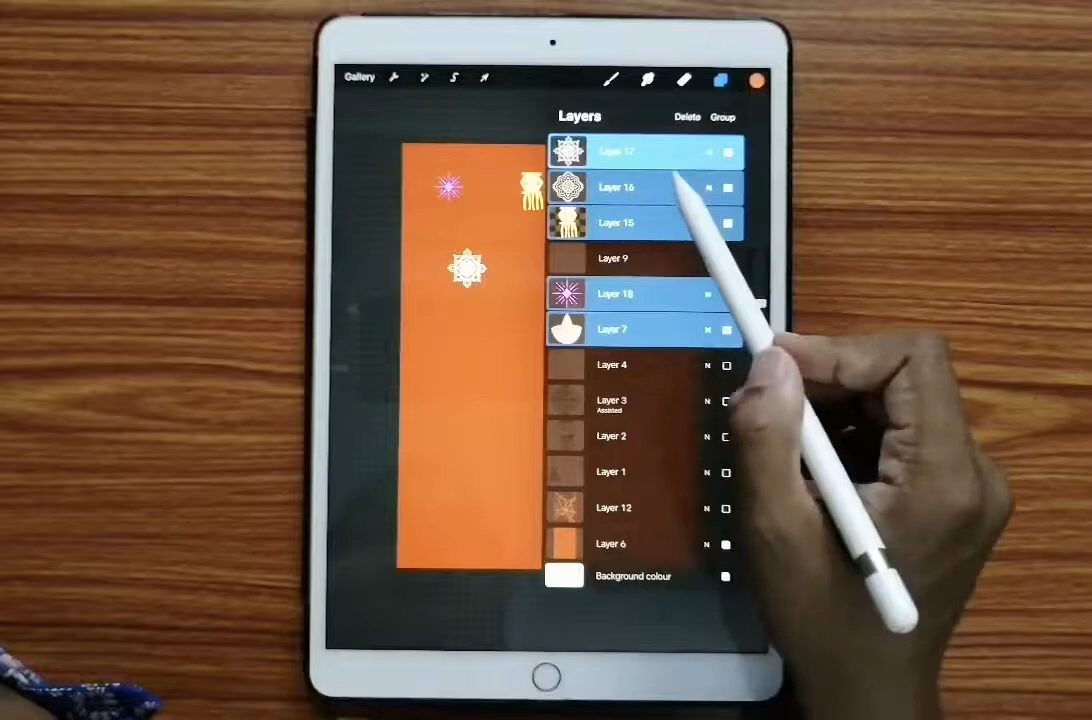 Gallery
Layers
Delete Group
Layer 17
Layer 16 N
Layer 15
Layer 9
Layer 18 N
Layer 7 N
Layer 4 N
Layer 3 N
Assisted
Layer 2 N
Layer 1 N
Layer 12 N
Layer 6 N
Background colour